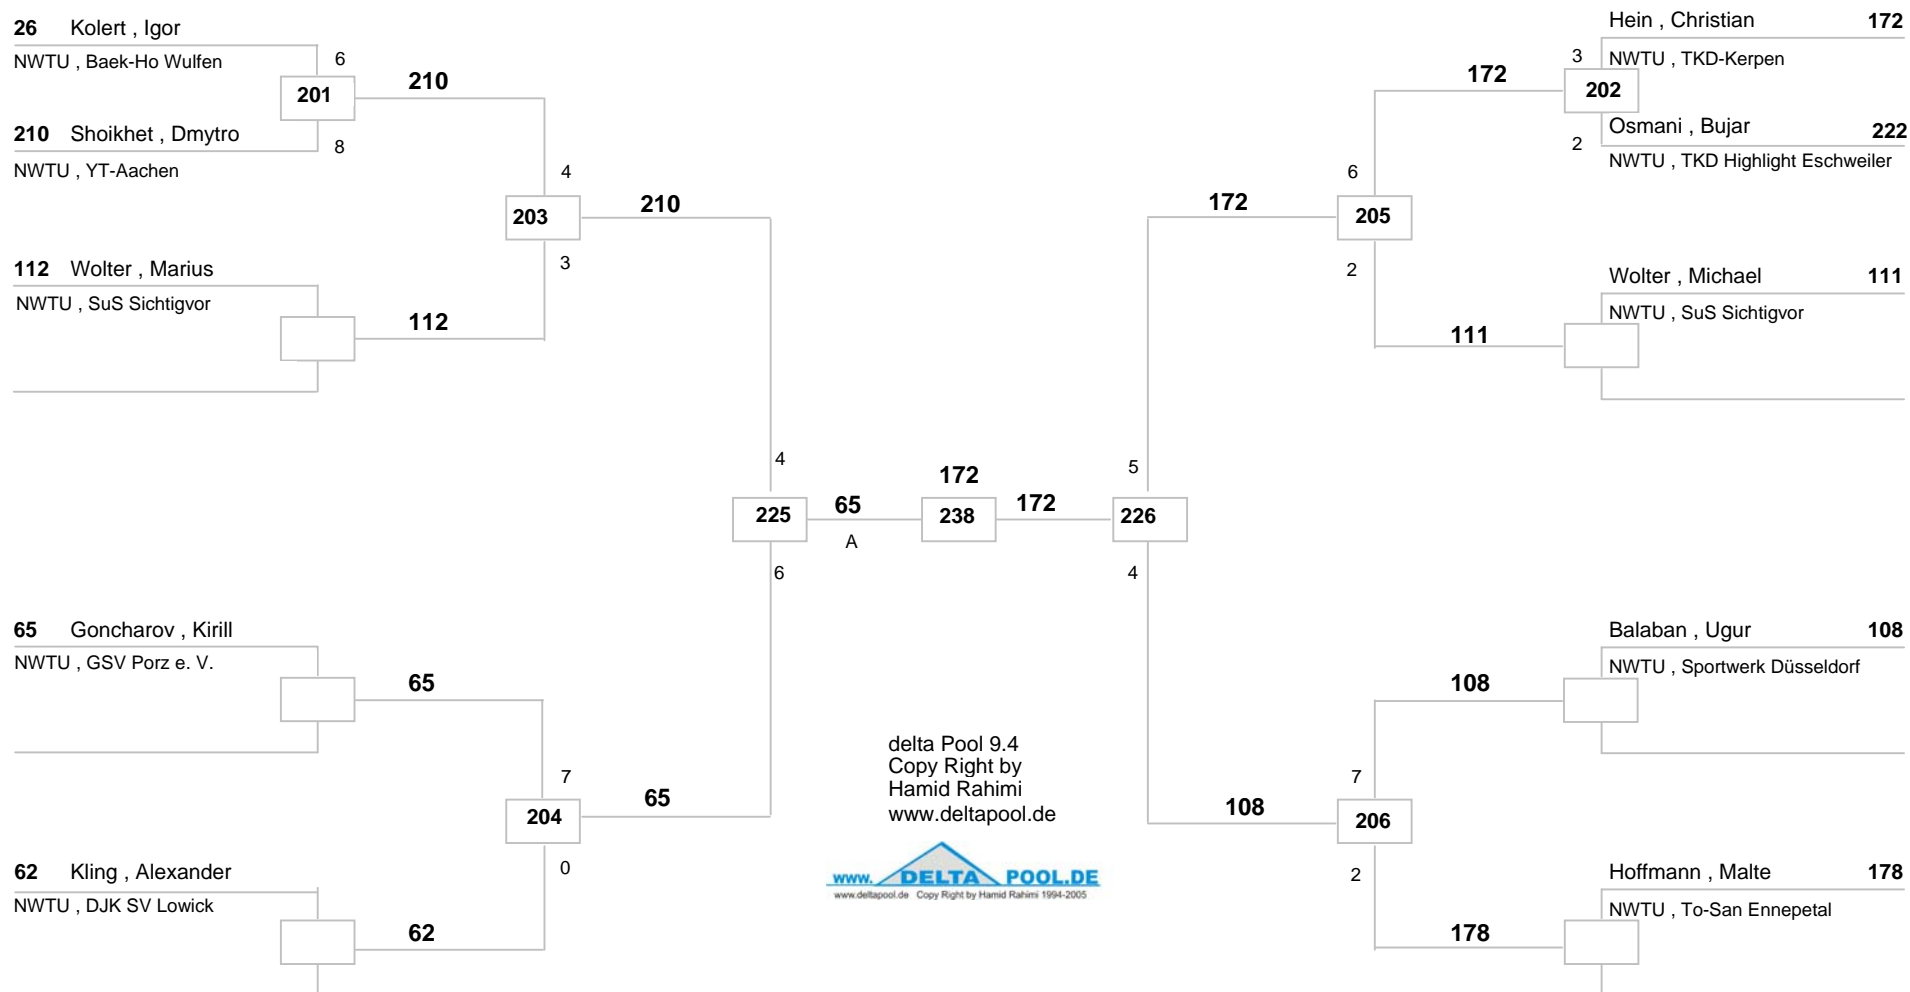 26 Kolert , Igor
NWTU , Baek-Ho Wulfen
6
201
210
210 Shoikhet , Dmytro
8
NWTU , YT-Aachen
4
203
210
3
112 Wolter , Marius
NWTU , SuS Sichtigvor
112
4
225
65
A
6
65 Goncharov , Kirill
NWTU , GSV Porz e. V.
65
7
204
65
0
62 Kling , Alexander
NWTU , DJK SV Lowick
62
172
238
172
Hein , Christian 172
3 NWTU , TKD-Kerpen
172
202
Osmani , Bujar 222
2
NWTU , TKD Highlight Eschweiler
6
172
205
2
Wolter , Michael 111
NWTU , SuS Sichtigvor
111
5
226
4
Balaban , Ugur 108
NWTU , Sportwerk Düsseldorf
108
7
108
206
2
Hoffmann , Malte 178
NWTU , To-San Ennepetal
178
delta Pool 9.4
Copy Right by
Hamid Rahimi
www.deltapool.de
www. DELTA POOL.DE
www.deltapool.de Copy Right by Hamid Rahimi 1994-2005